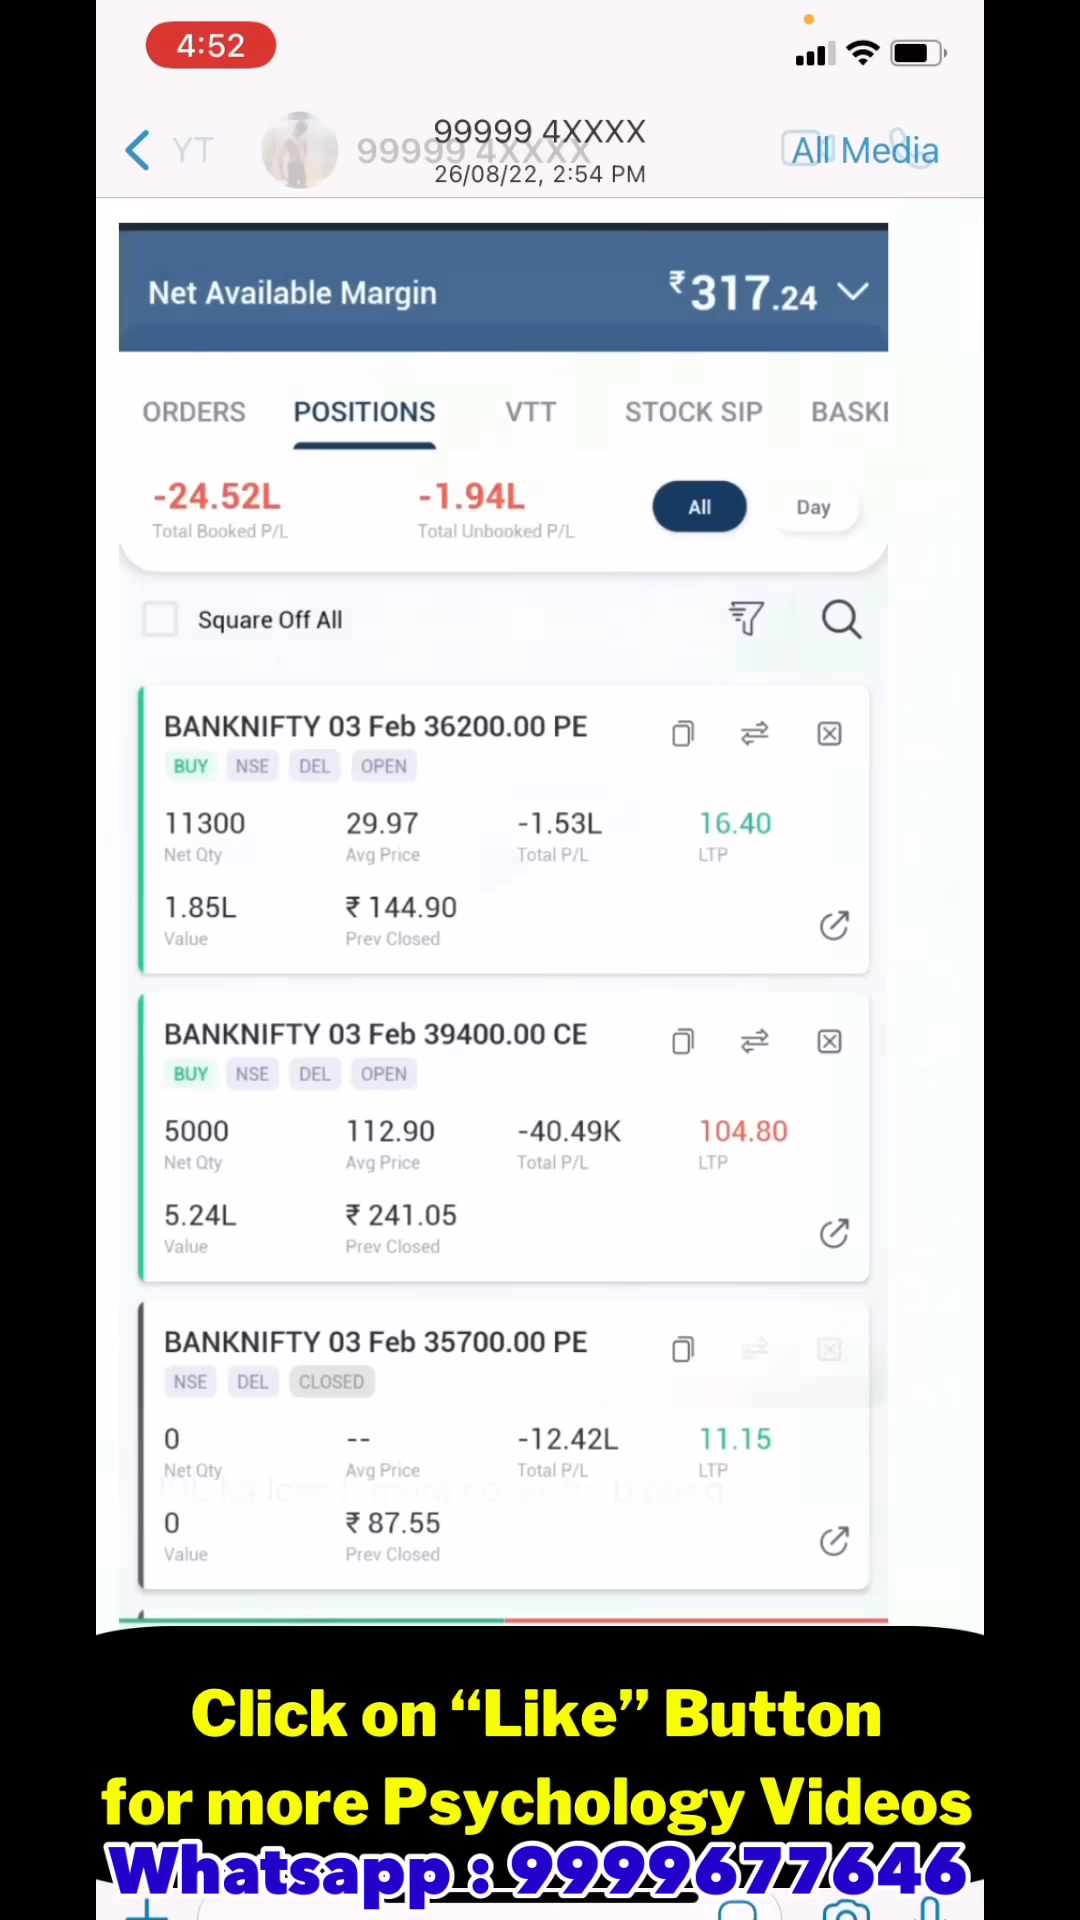 4:52
YT
99999 4XXXX
99999 4XXXX
26/08/22, 2:54 PM
All Media
Net Available Margin
₹317.24
ORDERS POSITIONS VTT STOCK SIP BASKE
-24.52L -1.94L All Day
Total Booked P/L Total Unbooked P/L
Square Off All
BANKNIFTY 03 Feb 36200.00 PE
BUY NSE DEL OPEN
11300 29.97 -1.53L 16.40
Net Qty Avg Price Total P/L LTP
1.85L ₹ 144.90
Value Prev Closed
BANKNIFTY 03 Feb 39400.00 CE
BUY NSE DEL OPEN
5000 112.90 -40.49K 104.80
Net Qty Avg Price Total P/L LTP
5.24L ₹ 241.05
Value Prev Closed
BANKNIFTY 03 Feb 35700.00 PE
NSE DEL CLOSED
0 -- -12.42L 11.15
Net Qty Avg Price Total P/L LTP
0 ₹ 87.55
Value Prev Closed
Click on “Like” Button
for more Psychology Videos
Whatsapp : 9999677646